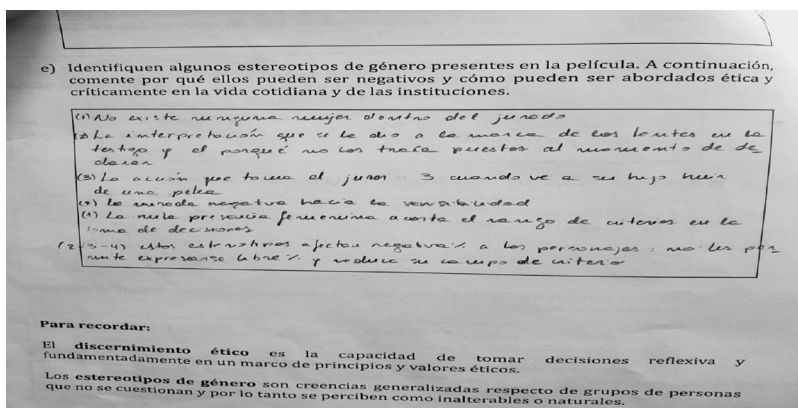 e) Identifiquen algunos estereotipos de género presentes en la película. A continuación,
comente por qué ellos pueden ser negativos y cómo pueden ser abordados ética y
críticamente en la vida cotidiana y de las instituciones.
(1) No existe ninguna mujer dentro del jurado
(2) La interpretación que se le dio a la marca de los lentes en la
testigo y el porqué no los traía puestos al momento de de
clarar
(3) La acción que toma el juror 3 cuando ve a su hijo huir
de una pelea
(4) la mirada negativa hacia la sensibilidad
(1) La nula presencia femenina acorta el rango de criterios en la
toma de decisiones
(2-3-4) estos estereotipos afectan negativa% a los personajes: no les per
mite expresarse libre% y reduce su campo de criterio
Para recordar:
El discernimiento ético es la capacidad de tomar decisiones reflexiva y
fundamentadamente en un marco de principios y valores éticos.
Los estereotipos de género son creencias generalizadas respecto de grupos de personas
que no se cuestionan y por lo tanto se perciben como inalterables o naturales.